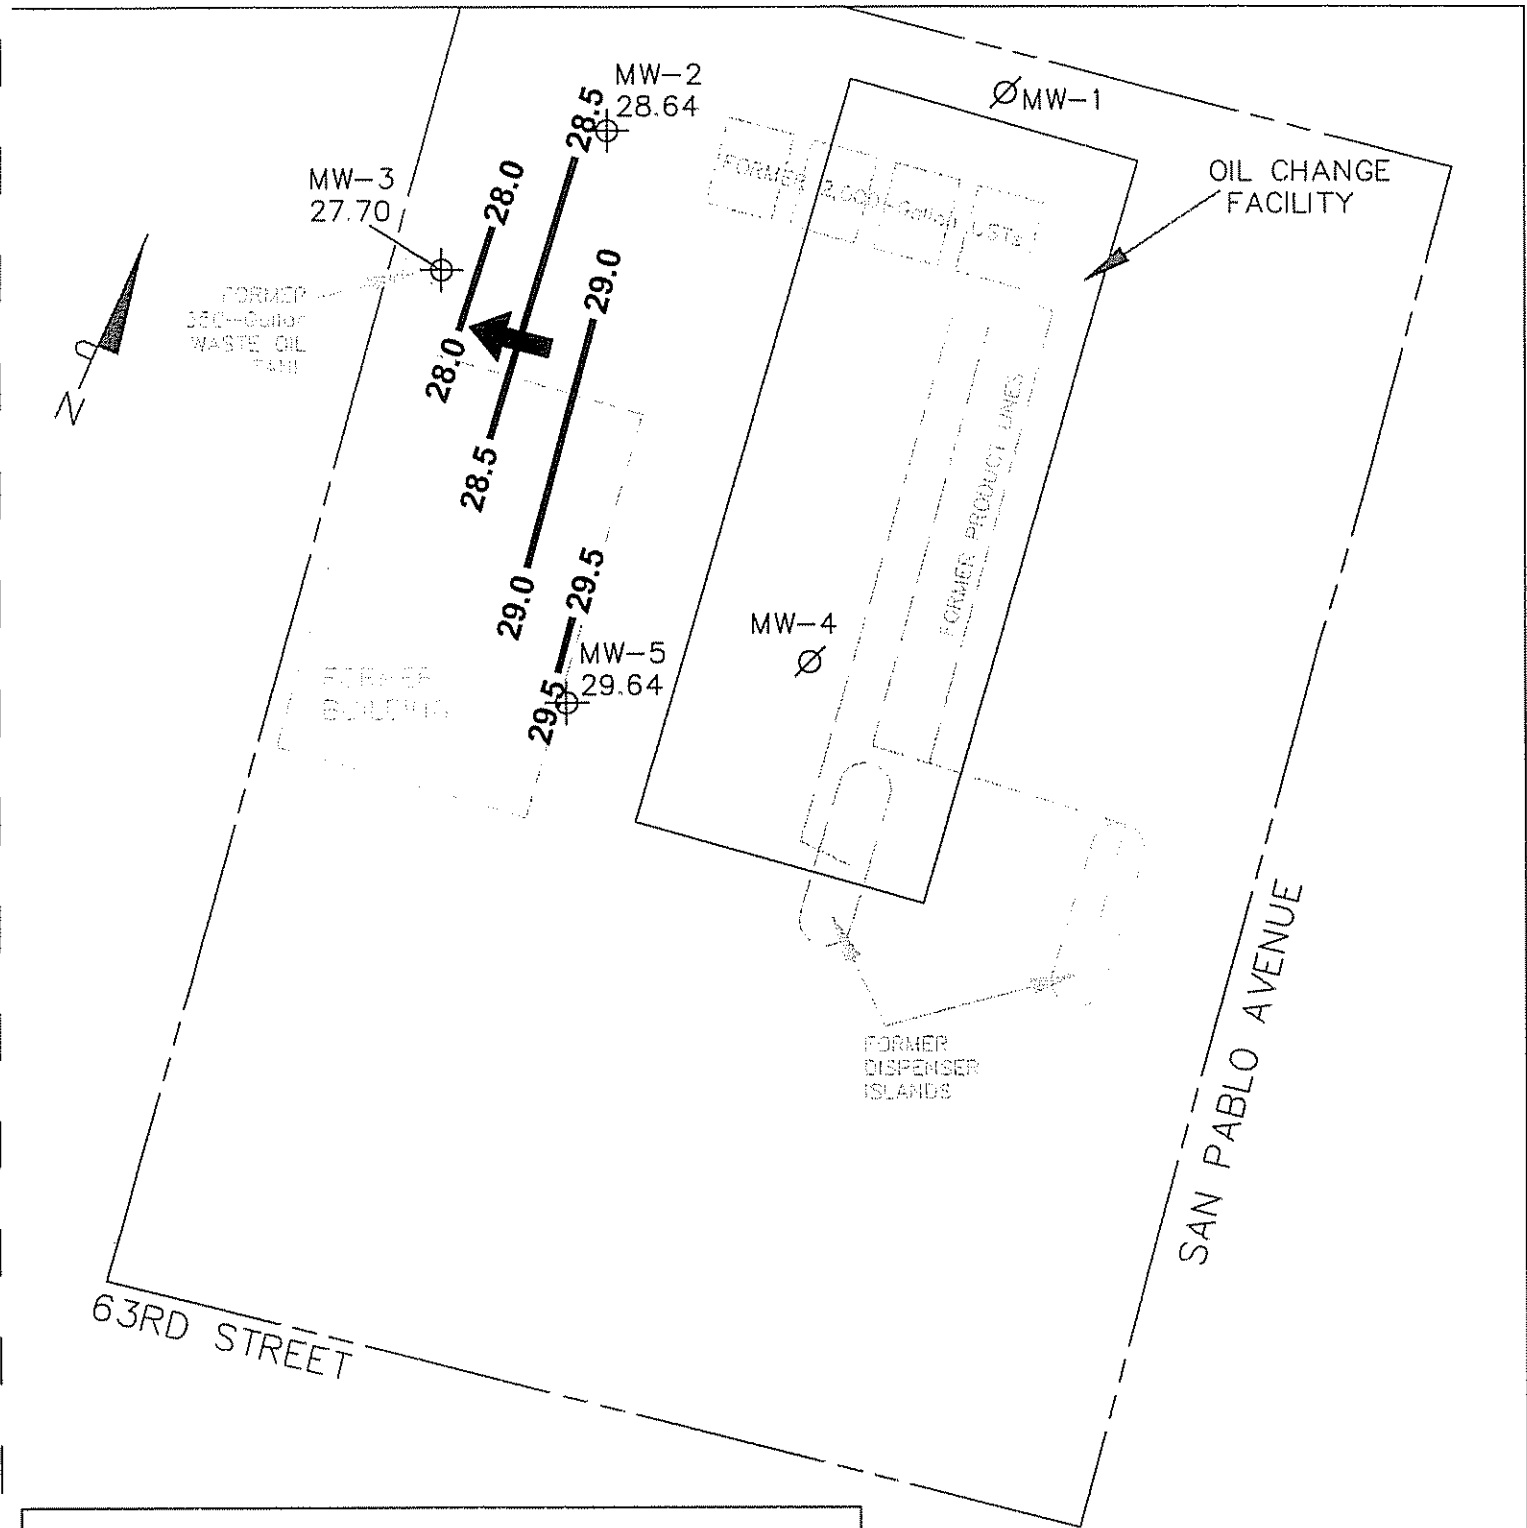 MW-2
28.64
MW-1
28.5
OIL CHANGE
FACILITY
FORMER 2,000-Gallon USTs
MW-3
27.70
28.0
29.0
FORMER
WASTE OIL
N
28.0
28.5
FORMER PRODUCT LINES
29.5
29.0
MW-4
MW-5
29.64
29.5
FORMER
BUILDING
SAN PABLO AVENUE
FORMER
DISPENSER
ISLANDS
63RD STREET